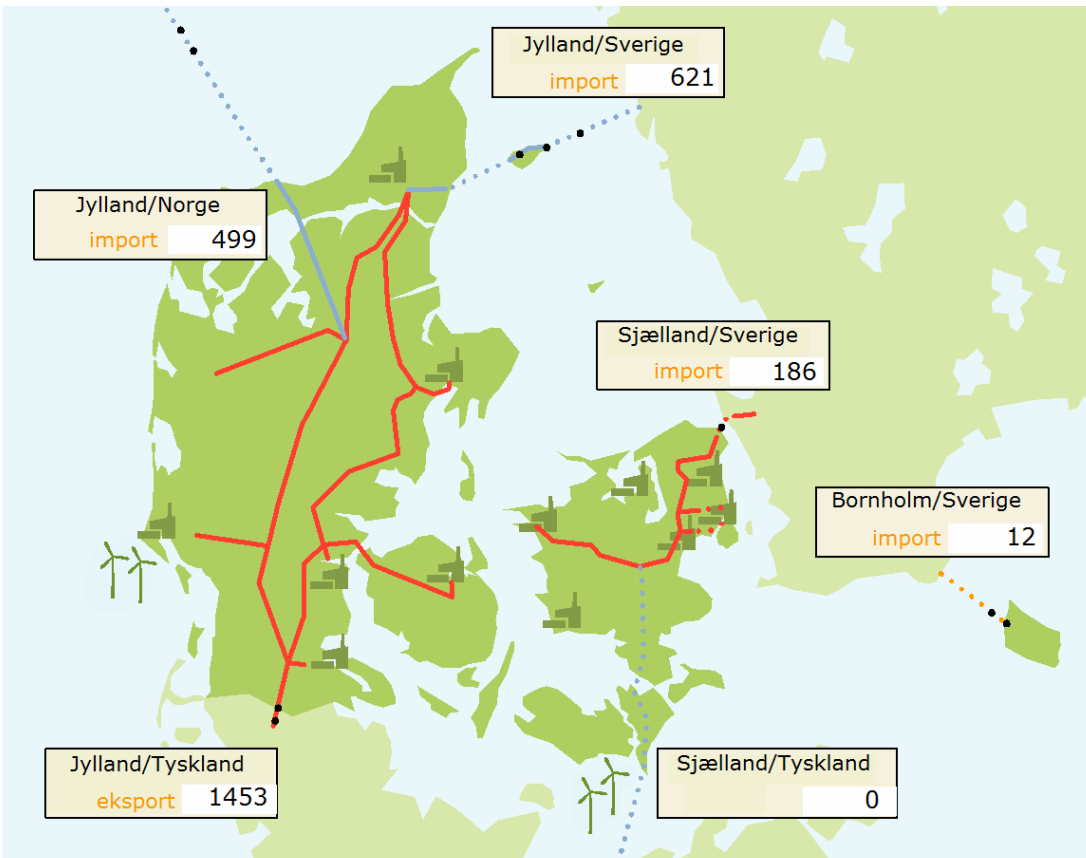 Jylland/Sverige
import 621
Jylland/Norge
import 499
Sjælland/Sverige
import 186
Bornholm/Sverige
import 12
Jylland/Tyskland
eksport 1453
Sjælland/Tyskland
0